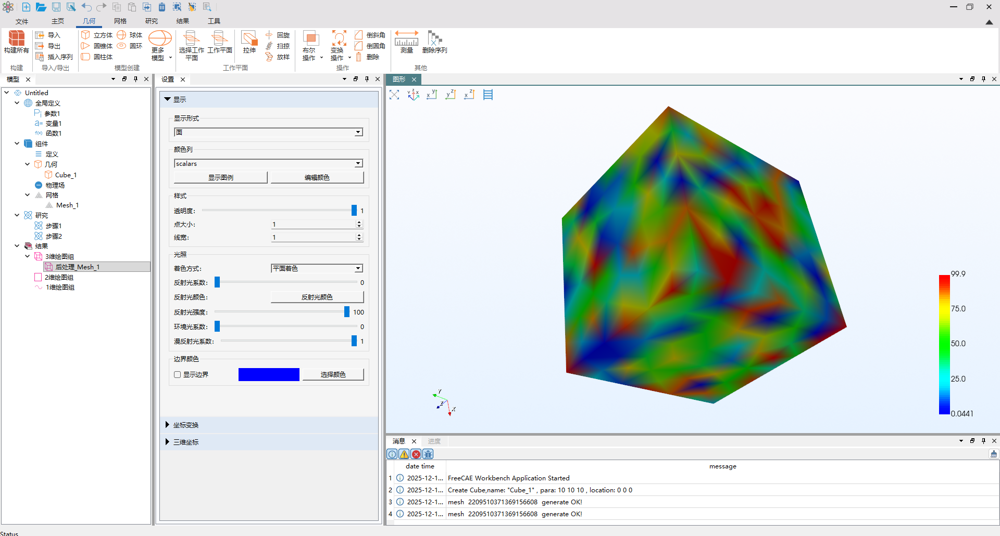 文件 主页 几何 网格 研究 结果 工具
构建所有
构建
导入
导出
插入序列
导入/导出
立方体 球体
圆锥体 圆环
圆柱体
更多
模型
模型创建
选择工作
平面
工作平面
工作平面
拉伸
回旋
扫掠
放样
布尔
操作
变换
操作
倒斜角
倒圆角
删除
操作
测量
删除序列
其他
模型
Untitled
全局定义
参数1
变量1
函数1
组件
定义
几何
Cube_1
物理场
网格
Mesh_1
研究
步骤1
步骤2
结果
3维绘图组
后处理_Mesh_1
2维绘图组
1维绘图组
设置
显示
显示形式
面
颜色列
scalars
显示图例 编辑颜色
样式
透明度: 1
点大小: 1
线宽: 1
光照
着色方式: 平面着色
反射光系数: 0
反射光颜色: 反射光颜色
反射光强度: 100
环境光系数: 0
漫反射光系数: 1
边界颜色
显示边界 选择颜色
坐标变换
三维坐标
图形
Y Z X
x y
y z
x z
99.9
75.0
50.0
25.0
0.0441
Y
Z
X
消息 进度
date time message
1 2025-12-1... FreeCAE Workbench Application Started
2 2025-12-1... Create Cube,name: "Cube_1" , para: 10 10 10 , location: 0 0 0
3 2025-12-1... mesh 2209510371369156608 generate OK!
4 2025-12-1... mesh 2209510371369156608 generate OK!
Status